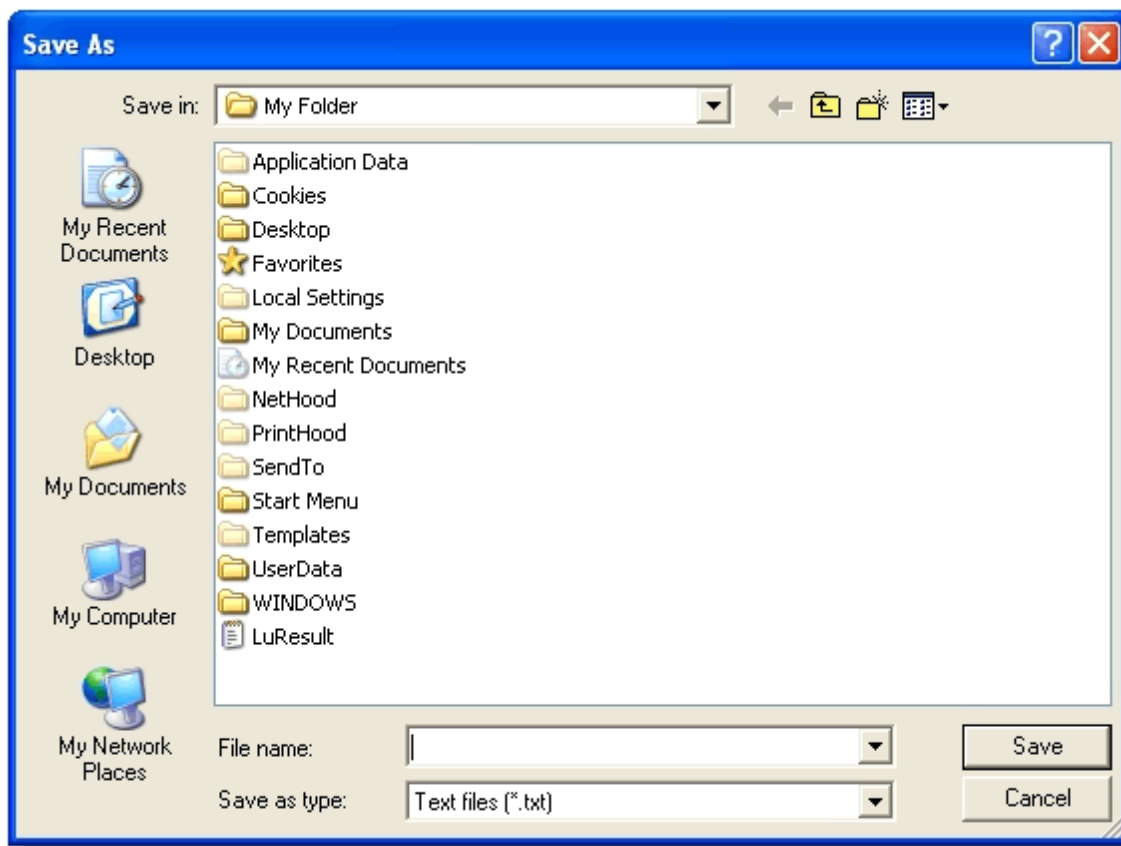 Save As
Save in:
My Folder
My Recent
Documents
Desktop
My Documents
My Computer
My Network
Places
Application Data
Cookies
Desktop
Favorites
Local Settings
My Documents
My Recent Documents
NetHood
PrintHood
SendTo
Start Menu
Templates
UserData
WINDOWS
LuResult
File name:
Save
Save as type:
Text files (*.txt)
Cancel